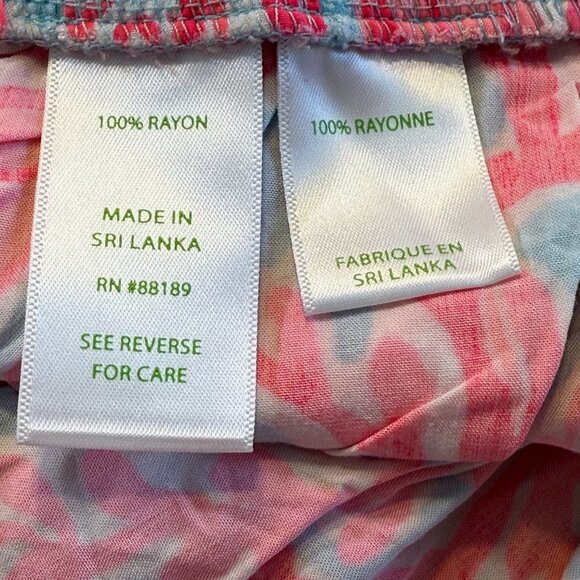 100% RAYON
MADE IN
SRI LANKA
RN #88189
SEE REVERSE
FOR CARE
100% RAYONNE
FABRIQUE EN
SRI LANKA